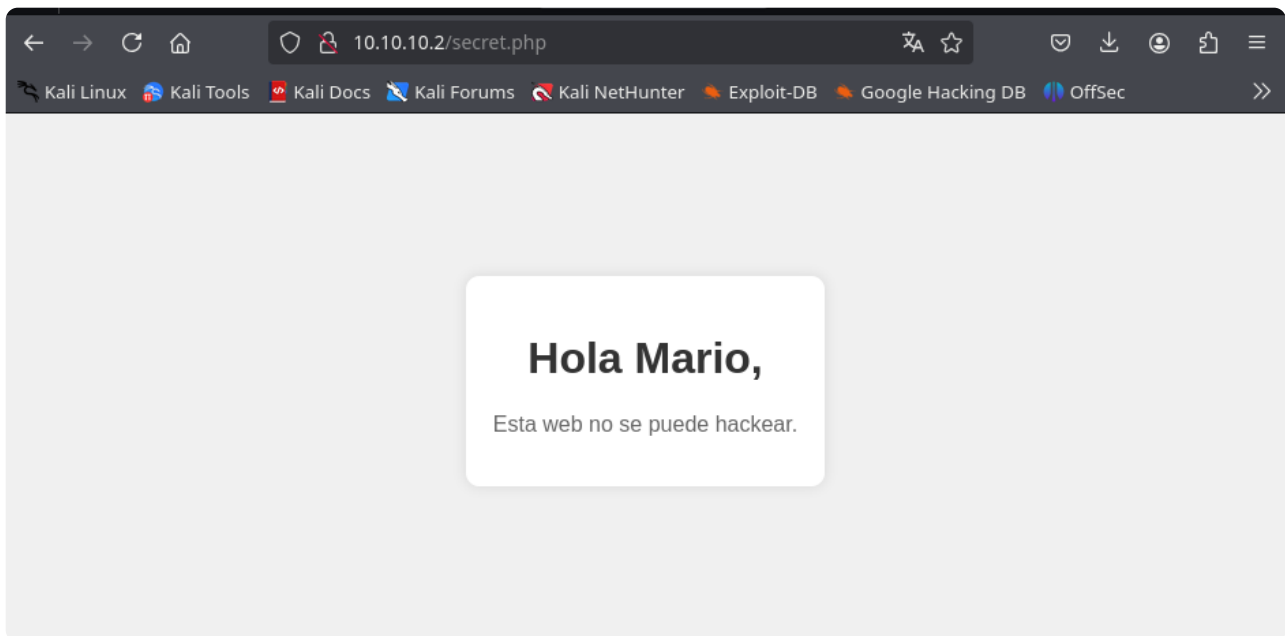 10.10.10.2/secret.php
Kali Linux Kali Tools Kali Docs Kali Forums Kali NetHunter Exploit-DB Google Hacking DB OffSec
Hola Mario,
Esta web no se puede hackear.